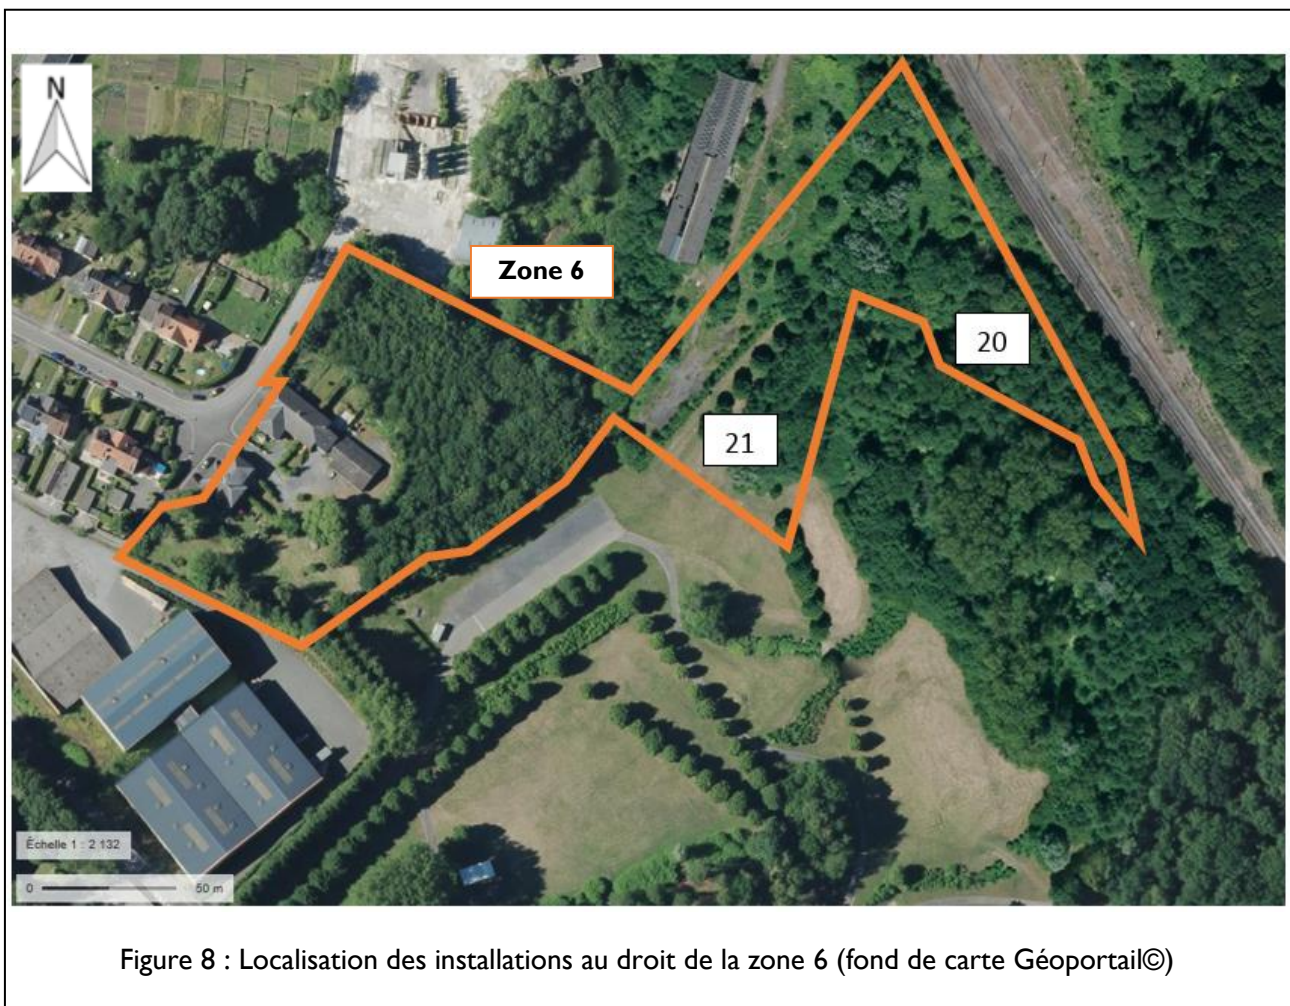 N
Zone 6
20
21
Échelle 1 : 2 132
0 50 m
Figure 8 : Localisation des installations au droit de la zone 6 (fond de carte Géoportail©)